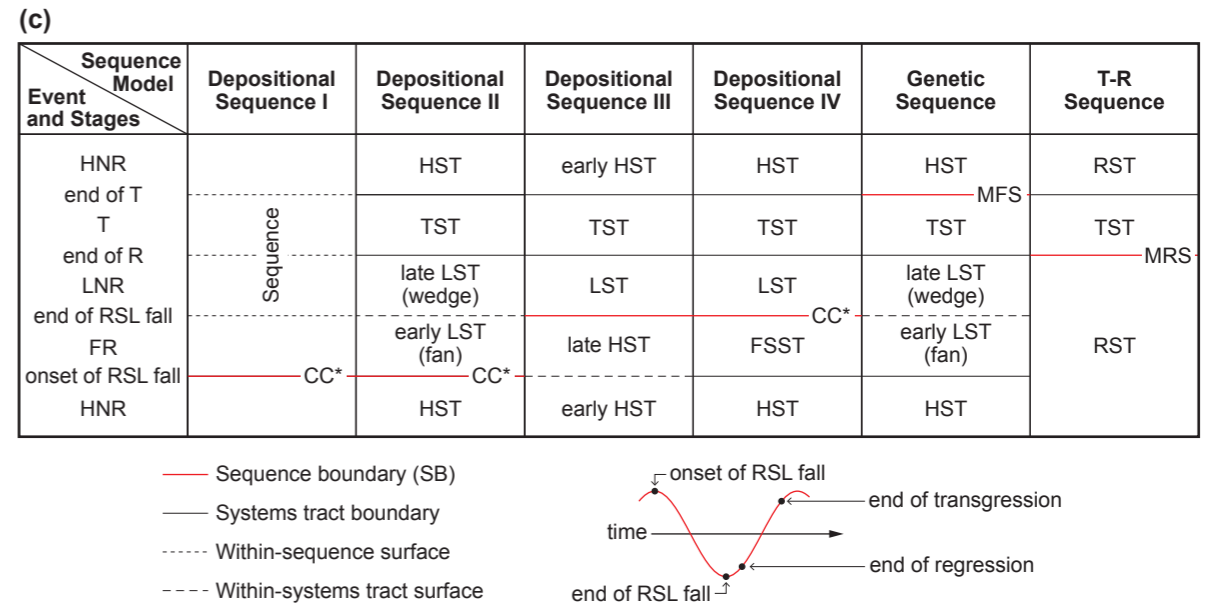 (c)
Sequence Model
Event and Stages
Depositional Sequence I
Depositional Sequence II
Depositional Sequence III
Depositional Sequence IV
Genetic Sequence
T-R Sequence
HNR HST early HST HST HST RST
end of T MFS
T TST TST TST TST TST
Sequence
end of R MRS
LNR late LST (wedge) LST LST late LST (wedge)
end of RSL fall CC*
FR early LST (fan) late HST FSST early LST (fan) RST
onset of RSL fall CC* CC*
HNR HST early HST HST HST
Sequence boundary (SB)
Systems tract boundary
Within-sequence surface
Within-systems tract surface
onset of RSL fall
end of transgression
time
end of regression
end of RSL fall